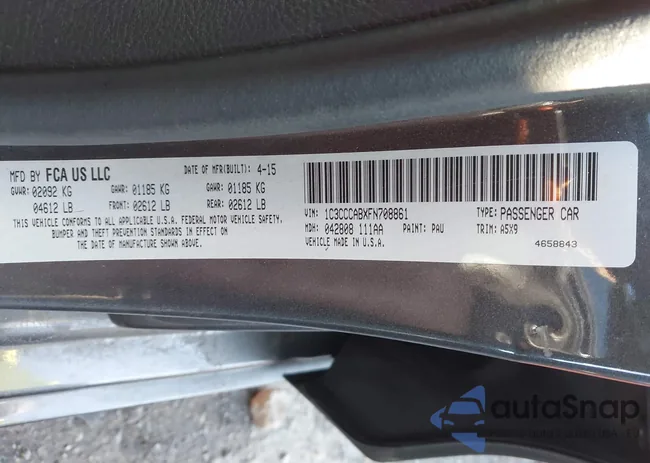 MFD BY FCA US LLC DATE OF MFR(BUILT): 4-15
GVWR: 02092 KG GAWR: 01185 KG GAWR: 01185 KG
04612 LB FRONT: 02612 LB REAR: 02612 LB
THIS VEHICLE CONFORMS TO ALL APPLICABLE U.S.A. FEDERAL MOTOR VEHICLE SAFETY,
BUMPER AND THEFT PREVENTION STANDARDS IN EFFECT ON
THE DATE OF MANUFACTURE SHOWN ABOVE.
VIN: 1C3CCCABXFN708861 TYPE: PASSENGER CAR
MDH: 042808 111AA PAINT: PAU TRIM: A5X9
VEHICLE MADE IN U.S.A. 4658643
autoSnap